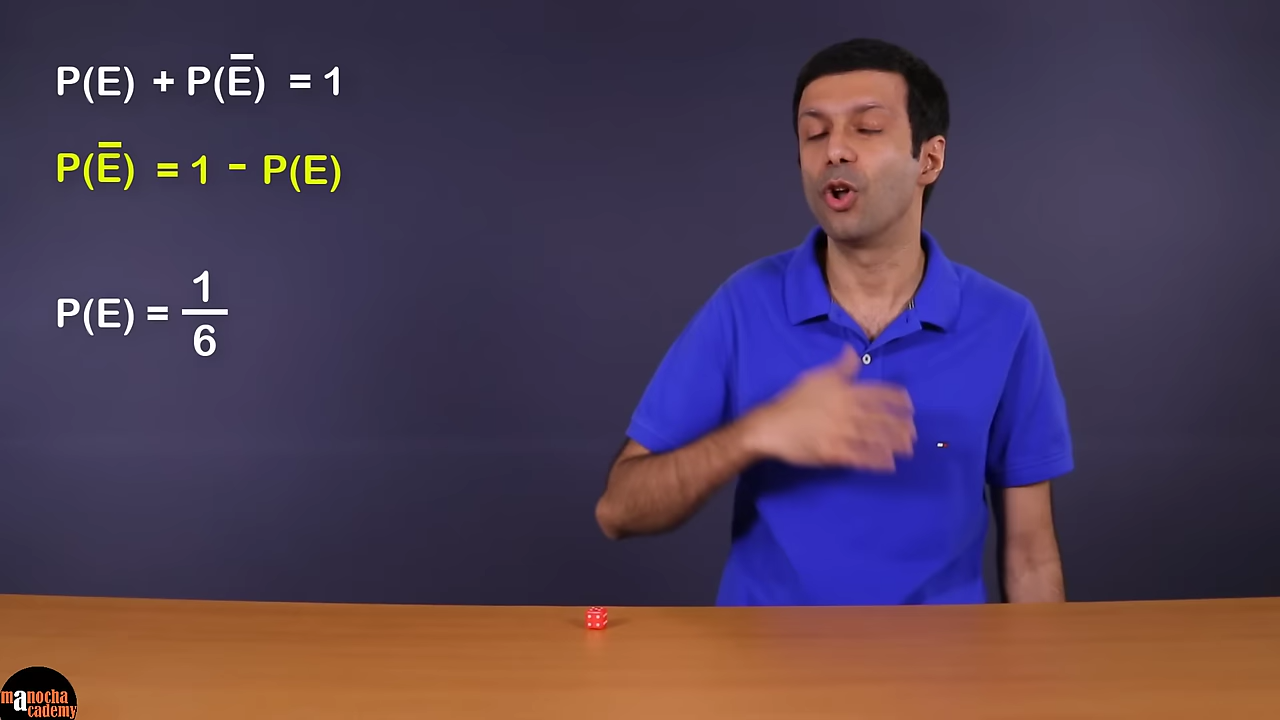 P(E) + P(Ē) = 1
P(Ē) = 1 - P(E)
P(E) = 1/6
manocha
academy